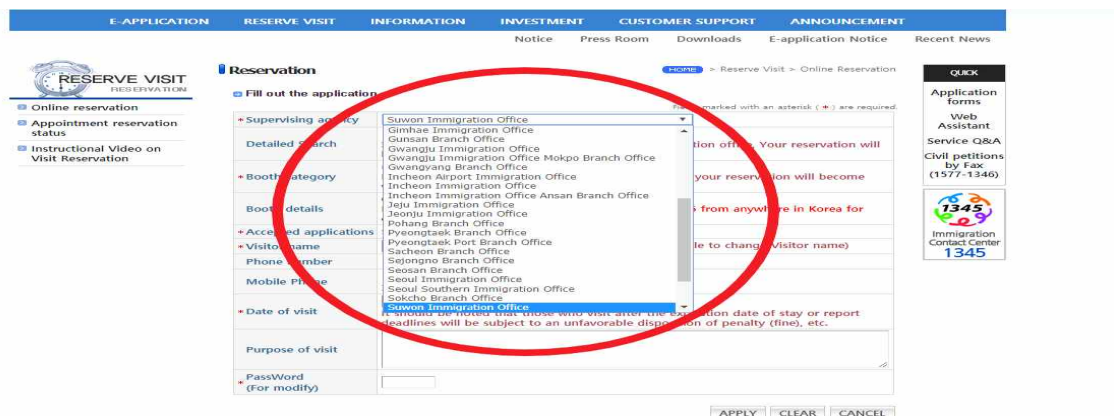 E-APPLICATION RESERVE VISIT INFORMATION INVESTMENT CUSTOMER SUPPORT ANNOUNCEMENT
Notice Press Room Downloads E-application Notice Recent News
RESERVE VISIT
RESERVATION
Online reservation
Appointment reservation
status
Instructional Video on
Visit Reservation
Reservation
HOME > Reserve Visit > Online Reservation
Fill out the application
marked with an asterisk ( * ) are required.
* Supervising agency Suwon Immigration Office
Gimhae Immigration Office
Gunsan Branch Office
Gwangju Immigration Office
Gwangju Immigration Office Mokpo Branch Office
Gwangyang Branch Office
Incheon Airport Immigration Office
Incheon Immigration Office
Incheon Immigration Office Ansan Branch Office
Jeju Immigration Office
Jeonju Immigration Office
Pohang Branch Office
Pyeongtaek Branch Office
Pyeongtaek Port Branch Office
Sacheon Branch Office
Sejongno Branch Office
Seosan Branch Office
Seoul Immigration Office
Seoul Southern Immigration Office
Sokcho Branch Office
Suwon Immigration Office
Detailed Search office. Your reservation will
* Booth category your reservation will become
Booth details from anywhere in Korea for
* Accepted applications
* Visitor name to change Visitor name)
Phone number
Mobile Phone
* Date of visit
It should be noted that those who visit after the expiration date of stay or report
deadlines will be subject to an unfavorable disposition of penalty (fine), etc.
Purpose of visit
* PassWord
(For modify)
APPLY CLEAR CANCEL
QUICK
Application
forms
Web
Assistant
Service Q&A
Civil petitions
by Fax
(1577-1346)
1345
Immigration
Contact Center
1345